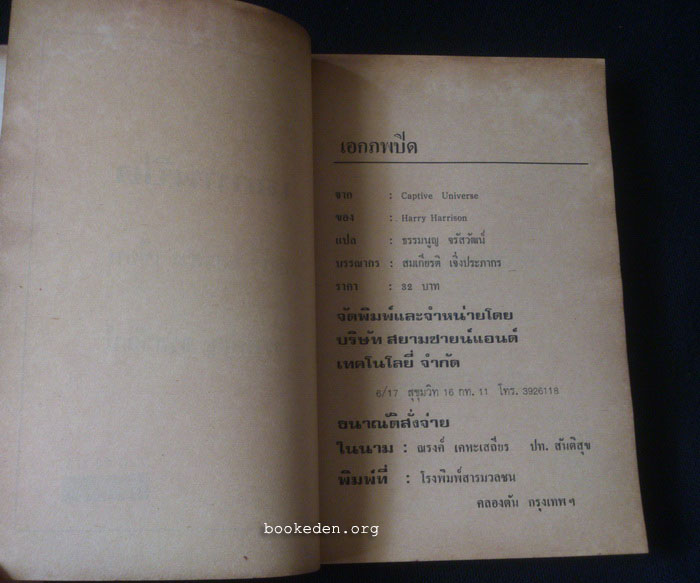 เอกภพปิด
จาก : Captive Universe
ของ : Harry Harrison
แปล : ธรรมนูญ จรัสวัฒน์
บรรณากร : สมเกียรติ เจิ่งประภากร
ราคา : 32 บาท
จัดพิมพ์และจำหน่ายโดย
บริษัท สยามซายน์แอนด์
เทคโนโลยี่ จำกัด
6/17 สุขุมวิท 16 กท. 11 โทร. 3926118
ธนาณัติสั่งจ่าย
ในนาม : ณรงค์ เคหะเสถียร ปท. สันติสุข
พิมพ์ที่ : โรงพิมพ์สารมวลชน
คลองตัน กรุงเทพฯ
bookeden.org